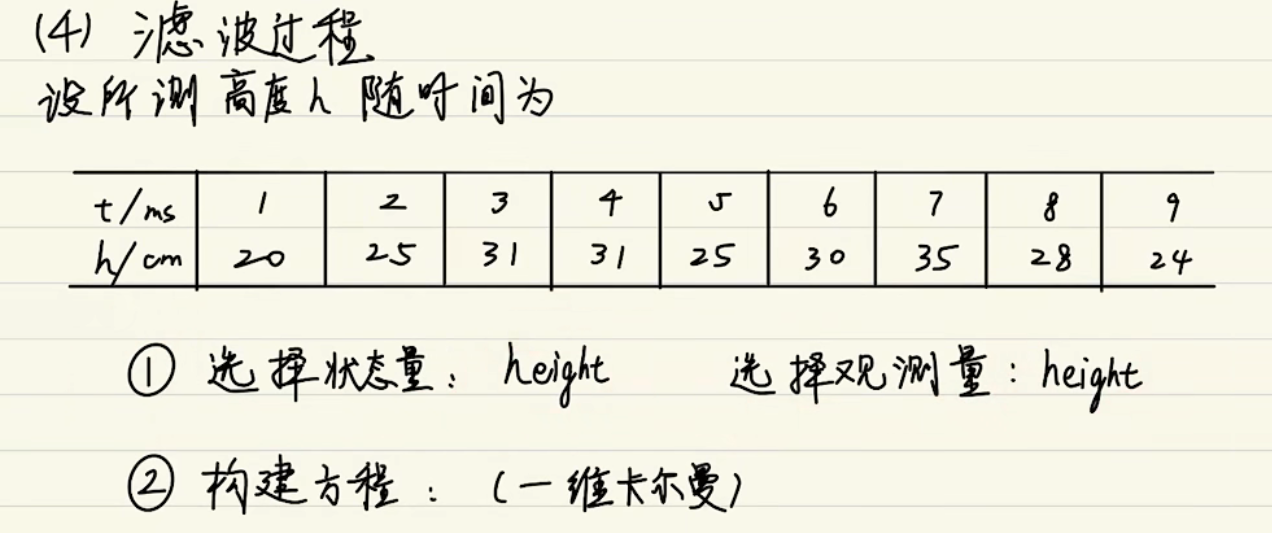 (4) 滤波过程
设所测高度h 随时间为
t/ms 1 2 3 4 5 6 7 8 9
h/cm 20 25 31 31 25 30 35 28 24
① 选择状态量: height 选择观测量: height
② 构建方程: (一维卡尔曼)